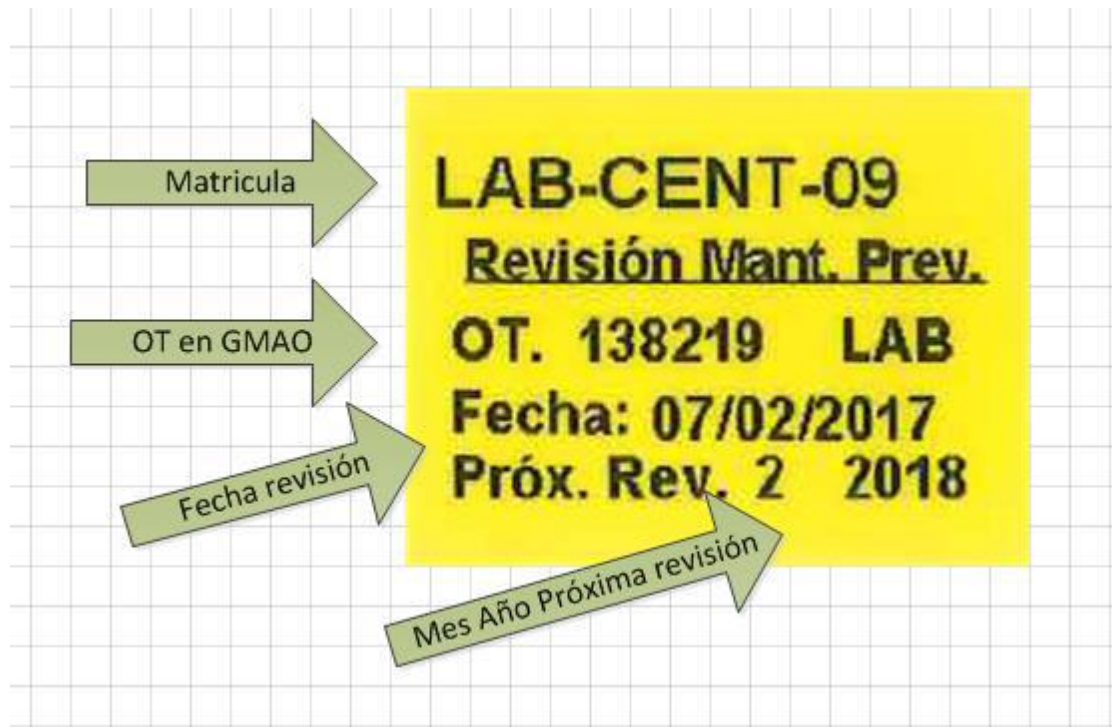 Matricula
LAB-CENT-09
Revisión Mant. Prev.
OT en GMAO
OT. 138219 LAB
Fecha: 07/02/2017
Fecha revisión
Próx. Rev. 2 2018
Mes Año Próxima revisión